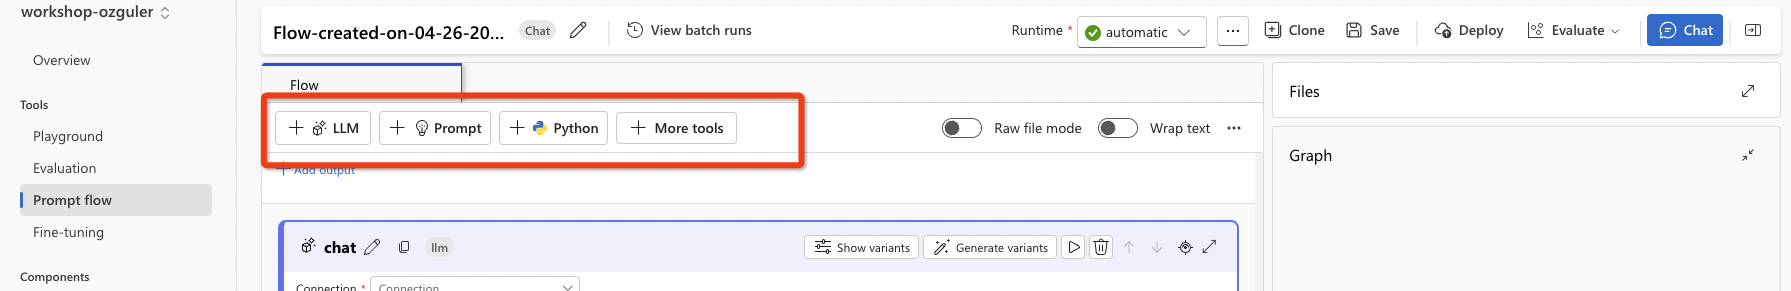 workshop-ozguler
Overview
Tools
Playground
Evaluation
Prompt flow
Fine-tuning
Components
Flow-created-on-04-26-20... Chat View batch runs Runtime * automatic ... Clone Save Deploy Evaluate Chat
Flow
+ LLM + Prompt + Python + More tools Raw file mode Wrap text ...
+ Add output
chat llm Show variants Generate variants
Connection * Connection
Files
Graph